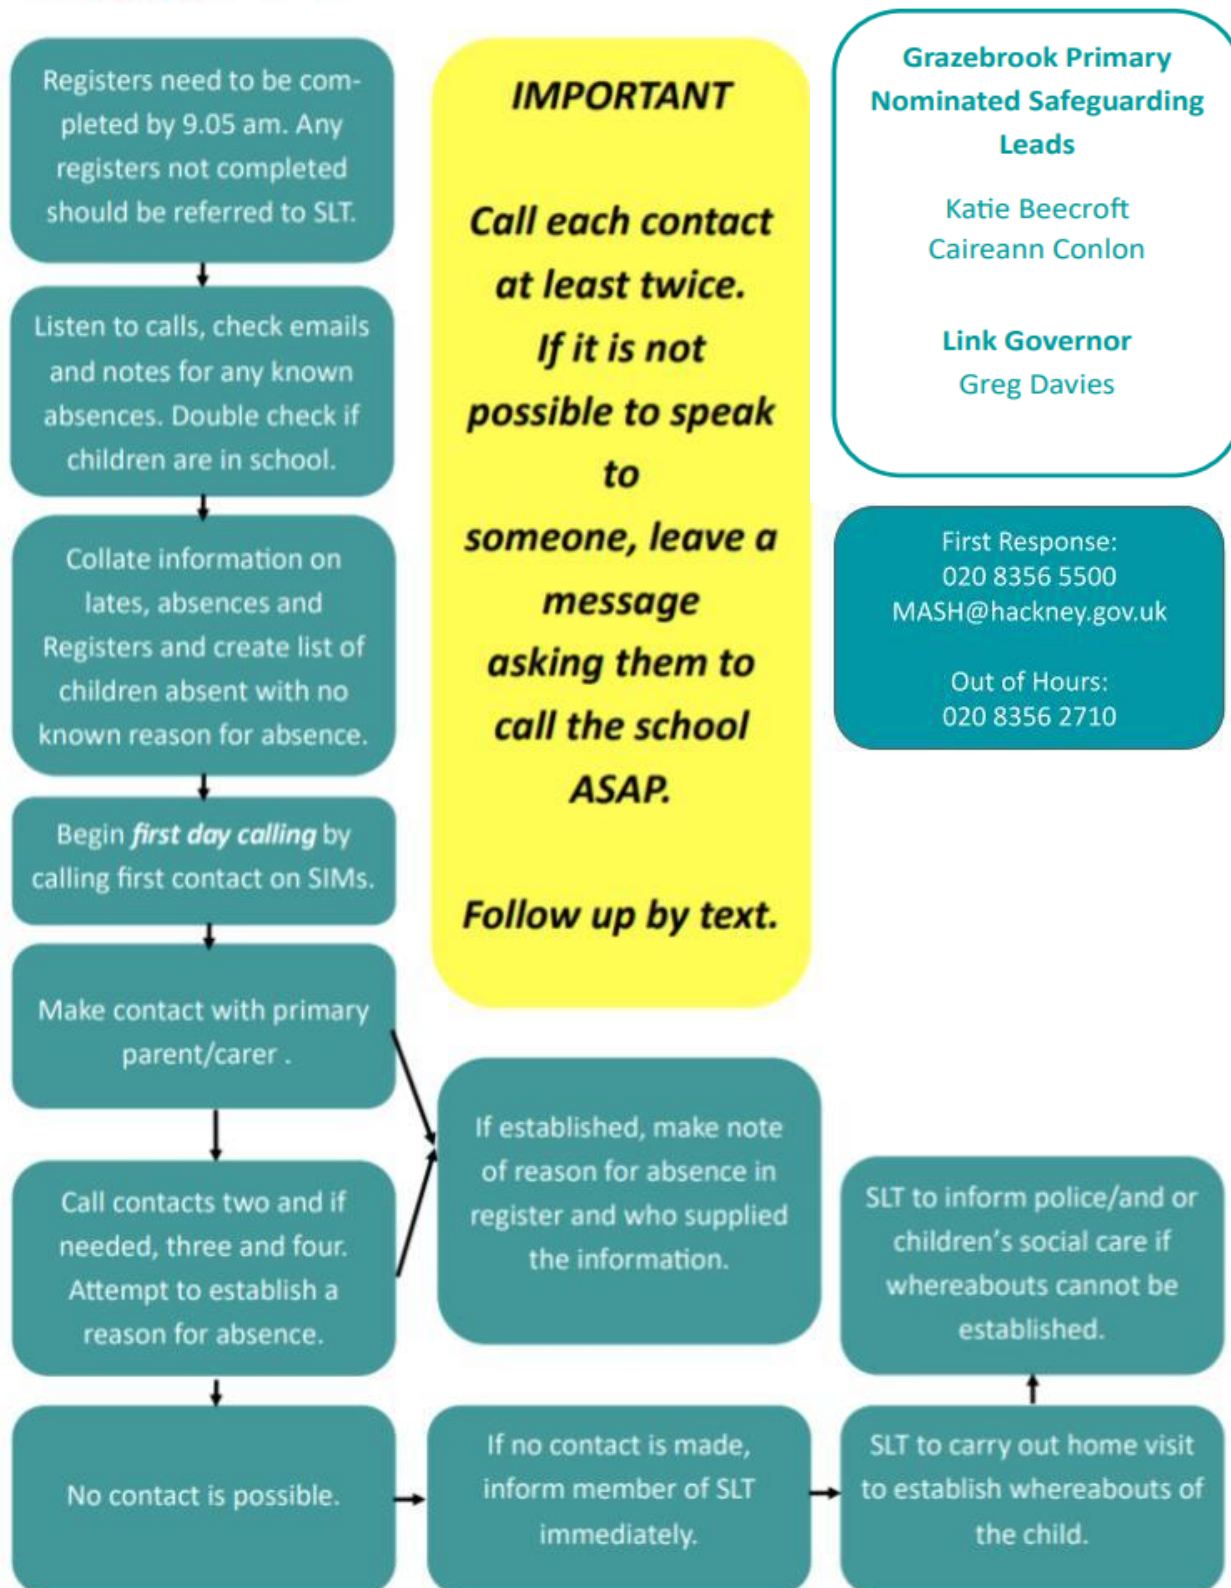 Registers need to be com-
pleted by 9.05 am. Any
registers not completed
should be referred to SLT.
Listen to calls, check emails
and notes for any known
absences. Double check if
children are in school.
Collate information on
lates, absences and
Registers and create list of
children absent with no
known reason for absence.
Begin first day calling by
calling first contact on SIMs.
Make contact with primary
parent/carer .
Call contacts two and if
needed, three and four.
Attempt to establish a
reason for absence.
No contact is possible.
IMPORTANT
Call each contact
at least twice.
If it is not
possible to speak
to
someone, leave a
message
asking them to
call the school
ASAP.
Follow up by text.
If established, make note
of reason for absence in
register and who supplied
the information.
If no contact is made,
inform member of SLT
immediately.
Grazebrook Primary
Nominated Safeguarding
Leads
Katie Beecroft
Caireann Conlon
Link Governor
Greg Davies
First Response:
020 8356 5500
MASH@hackney.gov.uk
Out of Hours:
020 8356 2710
SLT to inform police/and or
children's social care if
whereabouts cannot be
established.
SLT to carry out home visit
to establish whereabouts of
the child.